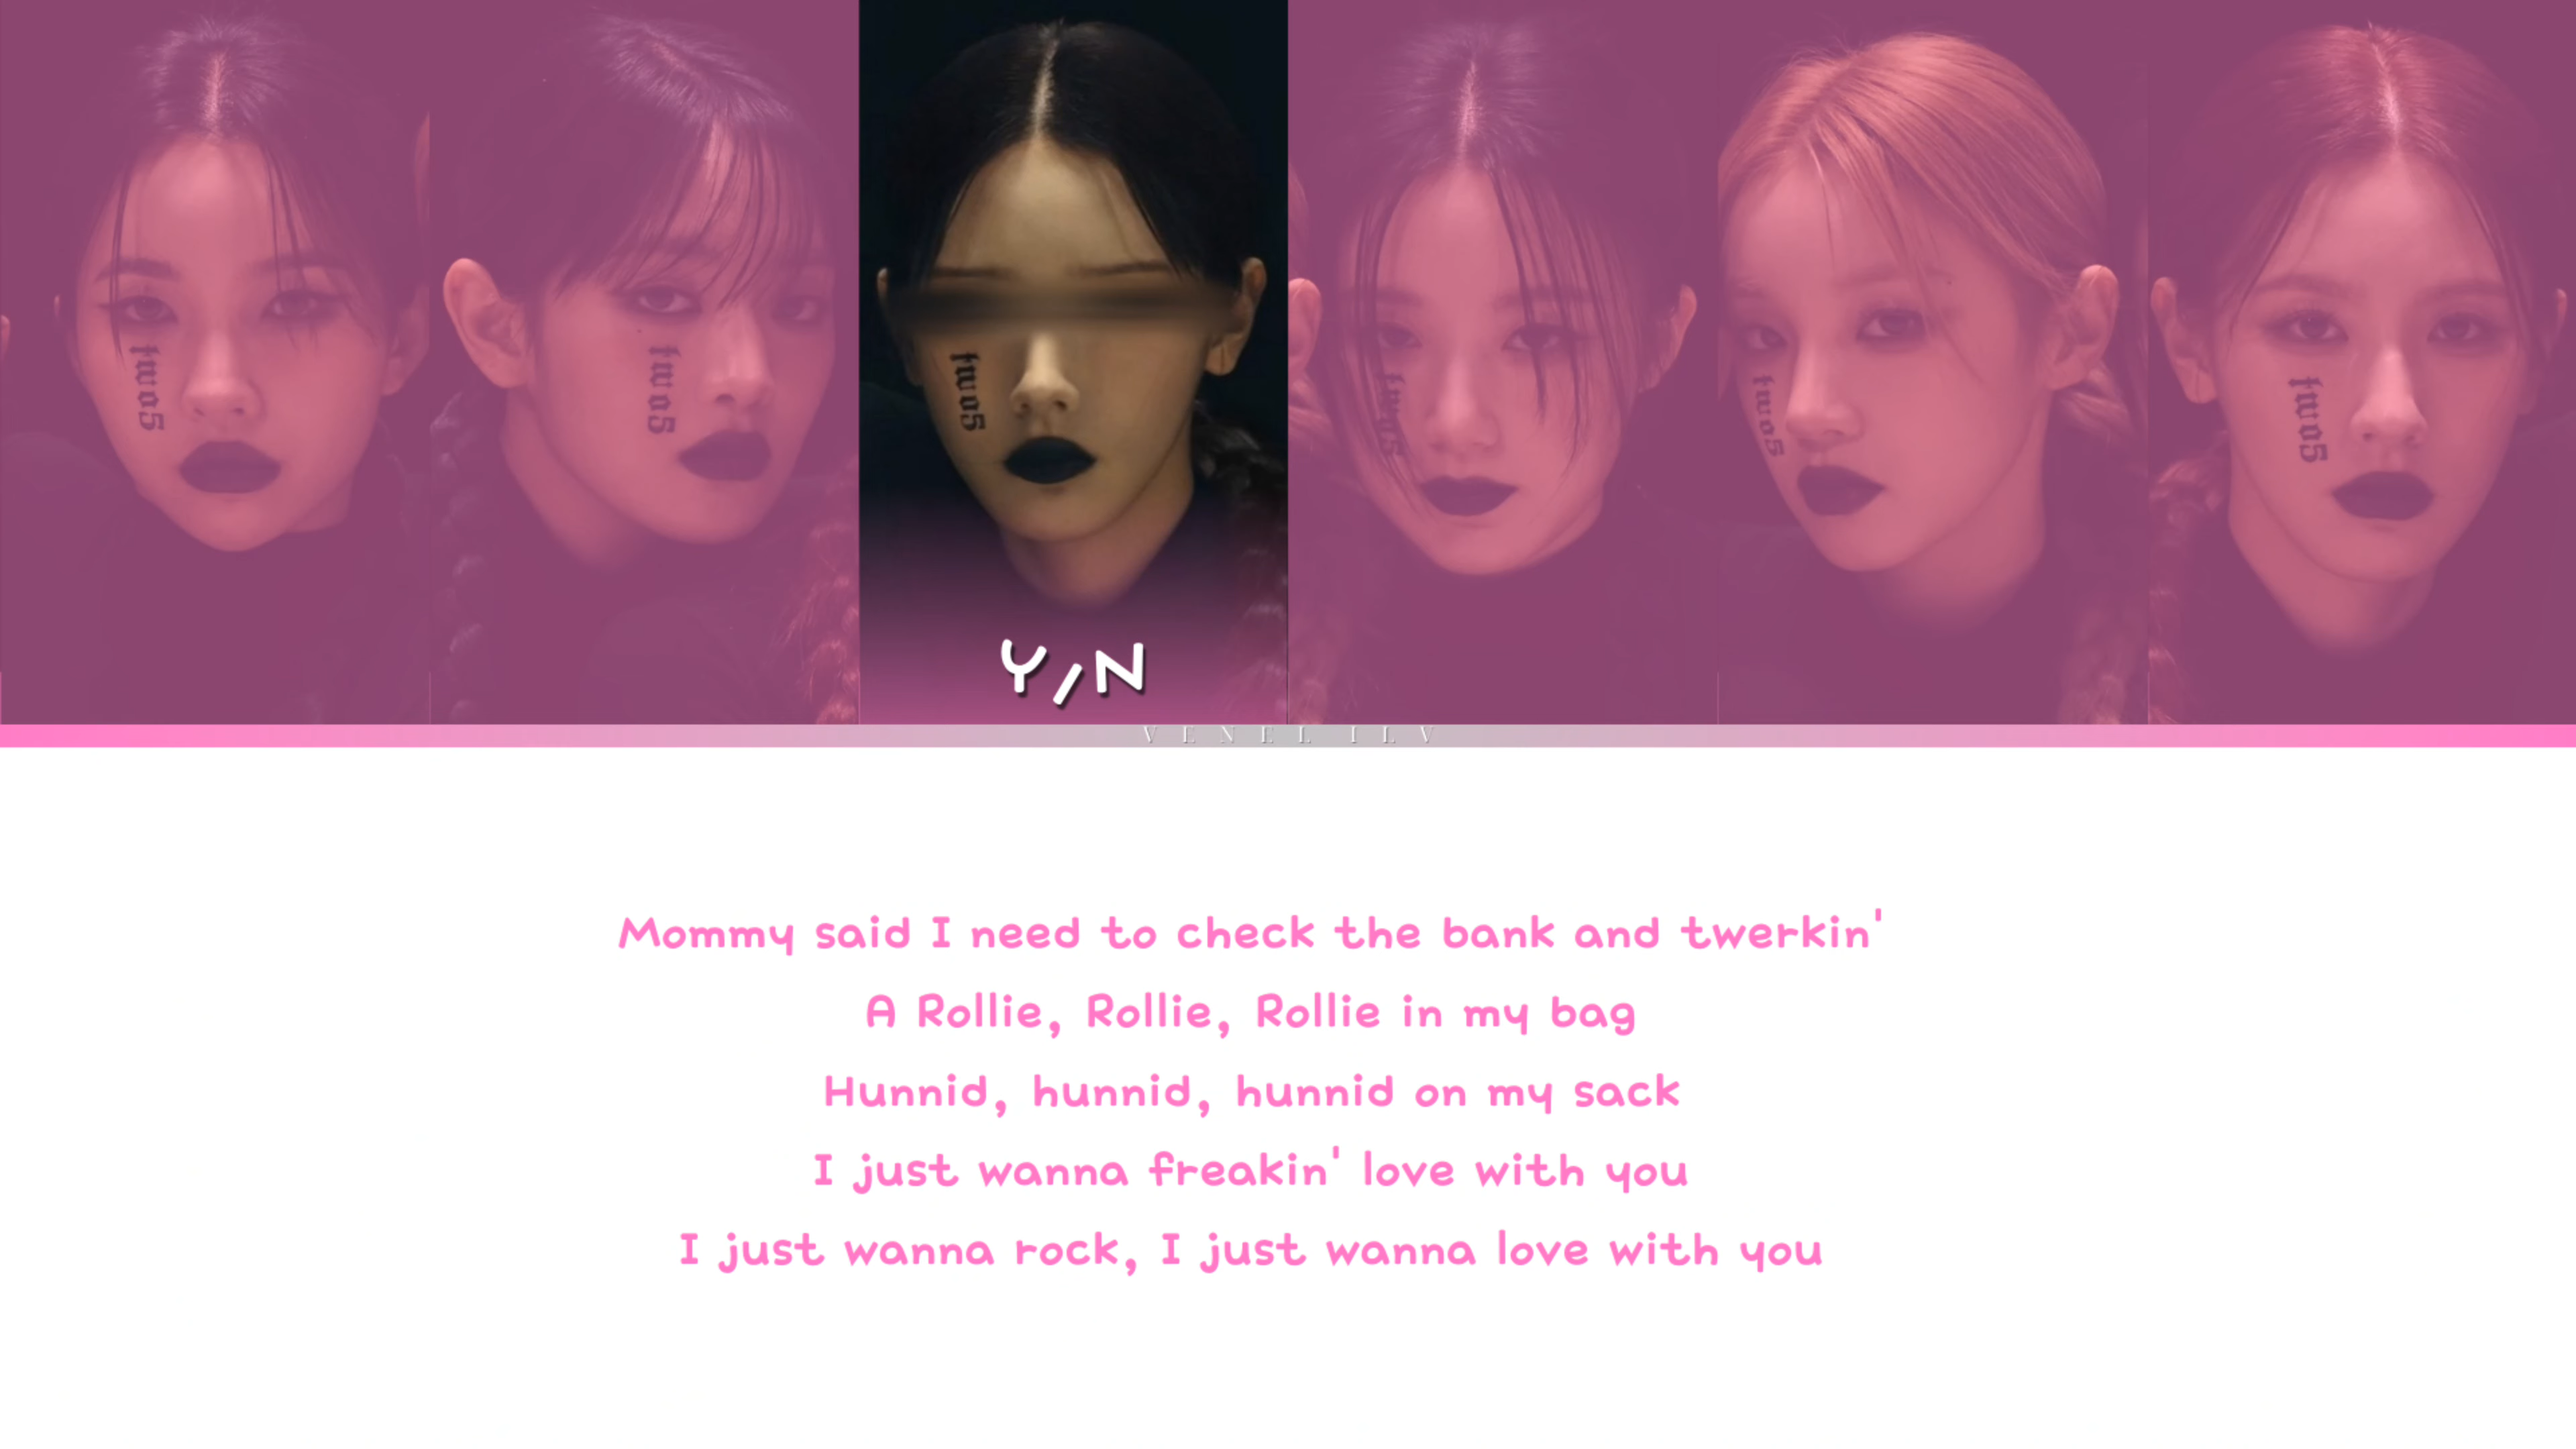 Y/N
V E N E L I L V
Mommy said I need to check the bank and twerkin'
A Rollie, Rollie, Rollie in my bag
Hunnid, hunnid, hunnid on my sack
I just wanna freakin' love with you
I just wanna rock, I just wanna love with you